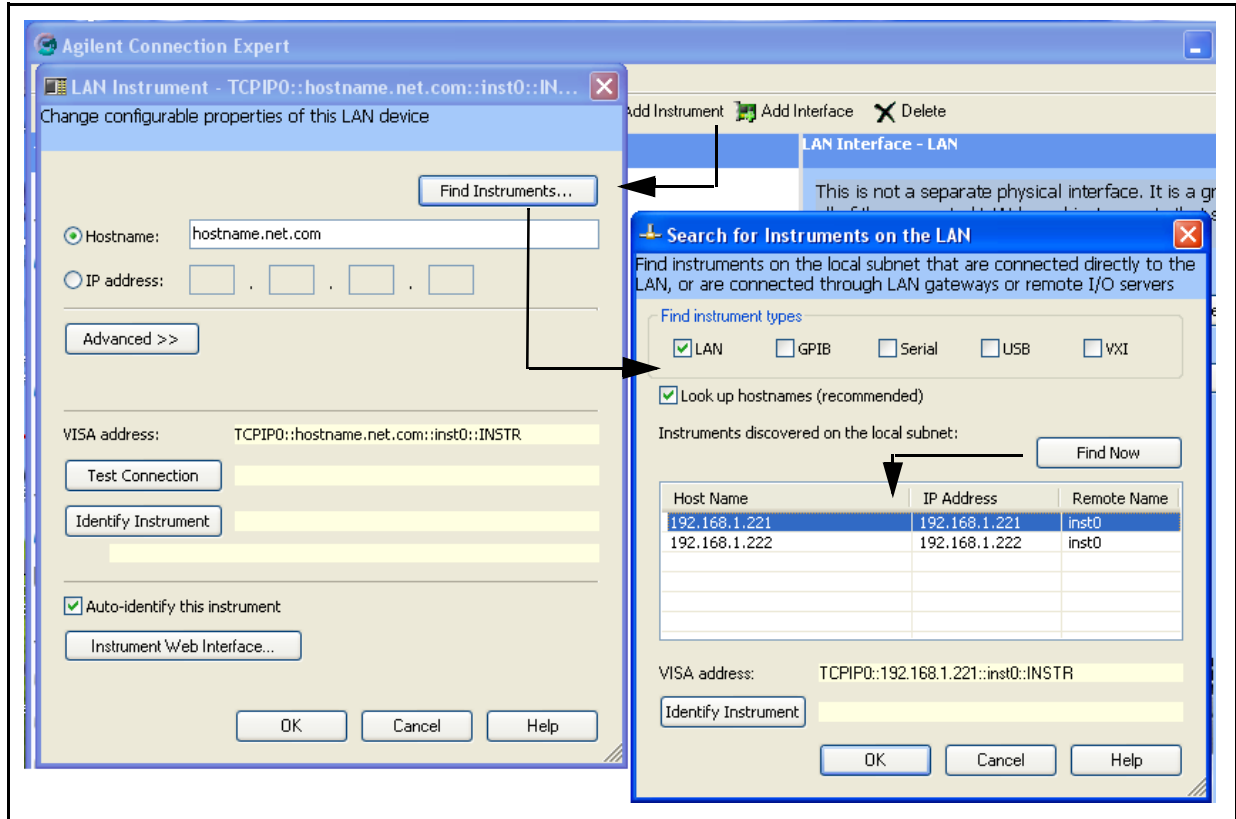 Agilent Connection Expert
LAN Instrument - TCPIP0::hostname.net.com::inst0::IN...
Change configurable properties of this LAN device
Find Instruments...
Hostname: hostname.net.com
IP address: . . .
Advanced >>
VISA address: TCPIP0::hostname.net.com::inst0::INSTR
Test Connection
Identify Instrument
Auto-identify this instrument
Instrument Web Interface...
OK Cancel Help
Add Instrument Add Interface Delete
LAN Interface - LAN
This is not a separate physical interface. It is a gr
Search for Instruments on the LAN
Find instruments on the local subnet that are connected directly to the
LAN, or are connected through LAN gateways or remote I/O servers
Find instrument types
LAN GPIB Serial USB VXI
Look up hostnames (recommended)
Instruments discovered on the local subnet:
Find Now
Host Name IP Address Remote Name
192.168.1.221 192.168.1.221 inst0
192.168.1.222 192.168.1.222 inst0
VISA address: TCPIP0::192.168.1.221::inst0::INSTR
Identify Instrument
OK Cancel Help